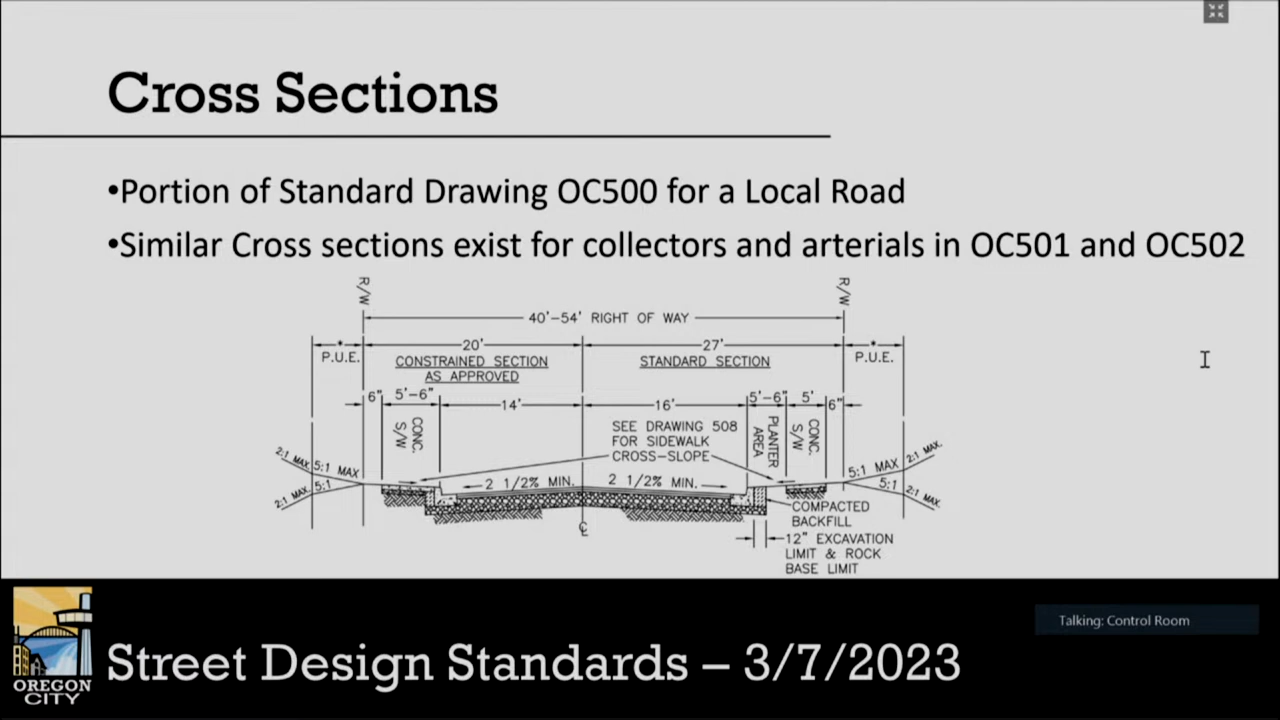 Cross Sections
•Portion of Standard Drawing OC500 for a Local Road
•Similar Cross sections exist for collectors and arterials in OC501 and OC502
R/W
R/W
40'-54' RIGHT OF WAY
*
20'
27'
*
P.U.E.
CONSTRAINED SECTION
AS APPROVED
STANDARD SECTION
P.U.E.
6"
5'-6"
14'
16'
5'-6"
5'
6"
CONC.
S/W
SEE DRAWING 508
FOR SIDEWALK
CROSS-SLOPE
PLANTER
AREA
CONC.
S/W
2:1 MAX.
5:1 MAX
2 1/2% MIN.
2 1/2% MIN.
5:1 MAX
2:1 MAX.
2:1 MAX.
5:1
5:1
2:1 MAX.
COMPACTED
BACKFILL
CL
12" EXCAVATION
LIMIT & ROCK
BASE LIMIT
Talking: Control Room
Street Design Standards – 3/7/2023
OREGON
CITY